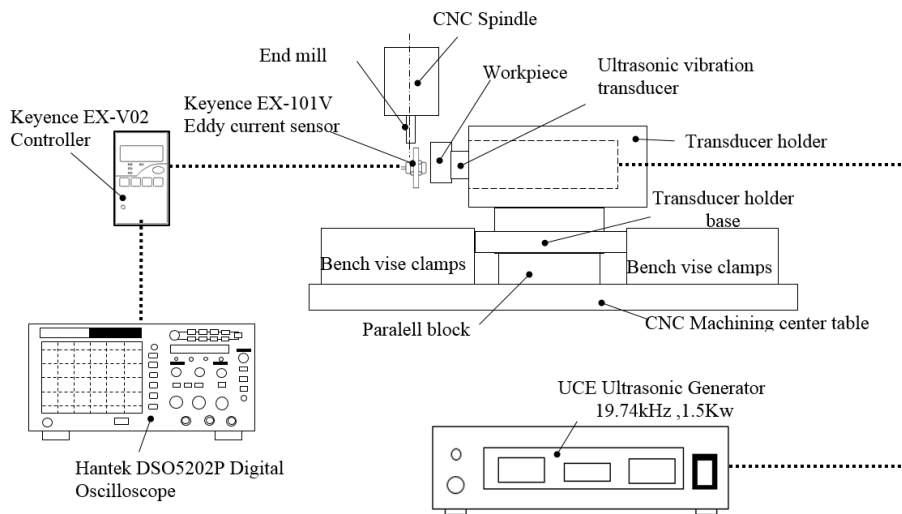 CNC Spindle
End mill
Workpiece
Ultrasonic vibration
transducer
Keyence EX-101V
Eddy current sensor
Keyence EX-V02
Controller
Transducer holder
Transducer holder
base
Bench vise clamps
Bench vise clamps
Paralell block
CNC Machining center table
UCE Ultrasonic Generator
19.74kHz ,1.5Kw
Hantek DSO5202P Digital
Oscilloscope